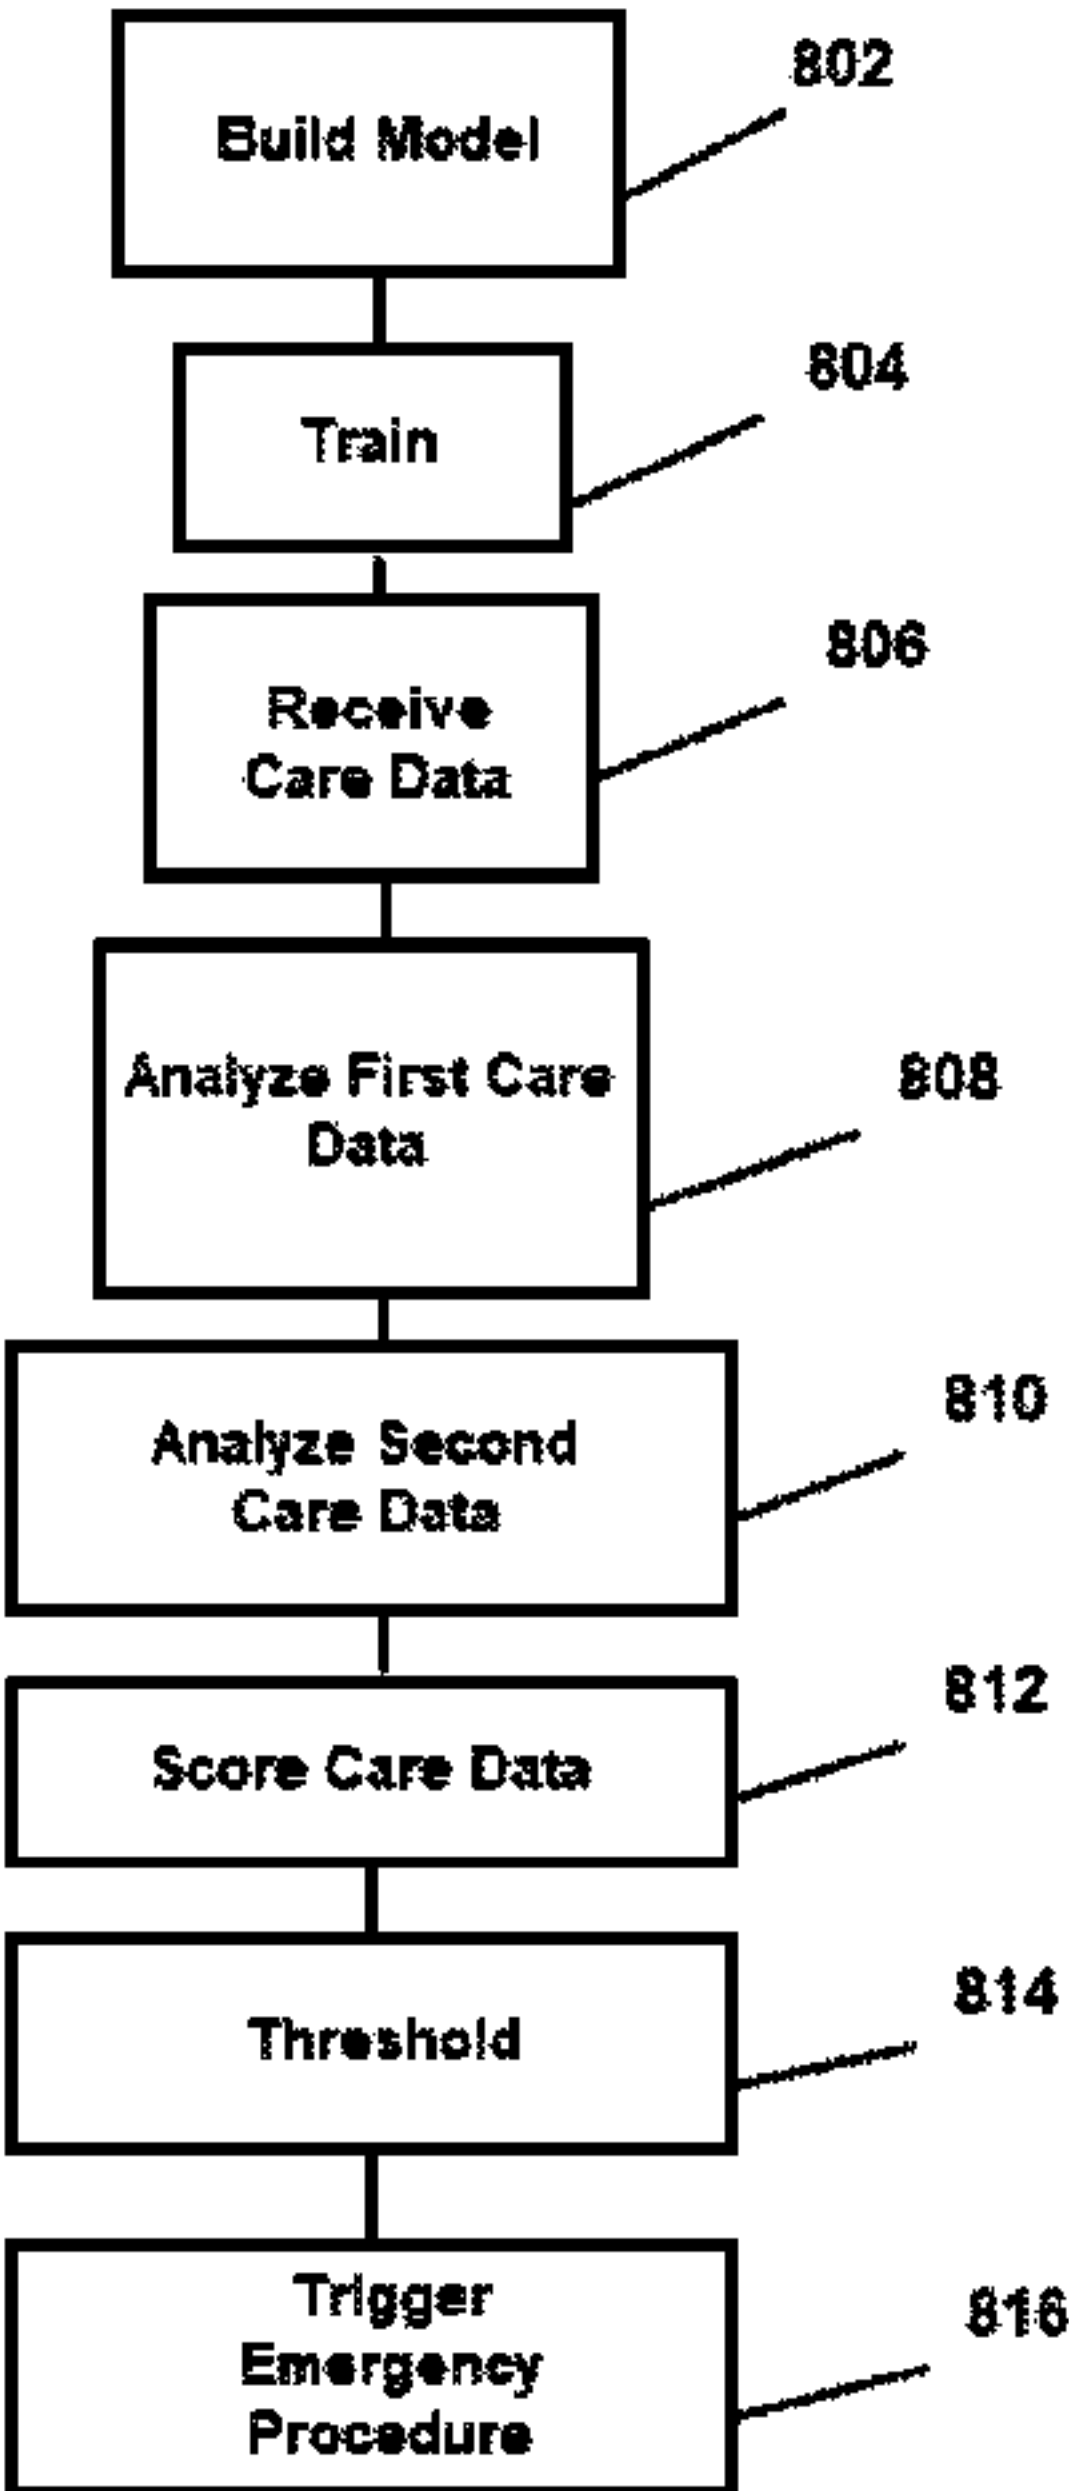 802
Build Model
804
Train
806
Receive
Care Data
808
Analyze First Care
Data
810
Analyze Second
Care Data
812
Score Care Data
814
Threshold
816
Trigger
Emergency
Procedure